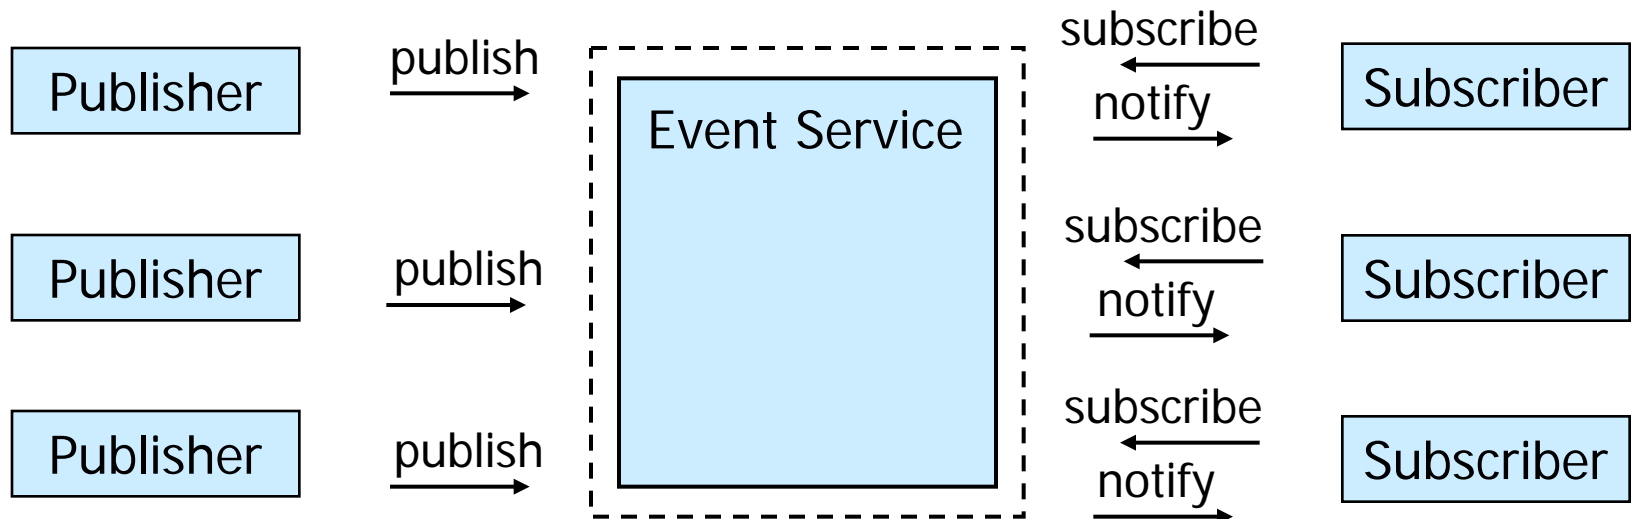 Publisher
publish
Event Service
subscribe
notify
Subscriber
Publisher
publish
subscribe
notify
Subscriber
Publisher
publish
subscribe
notify
Subscriber